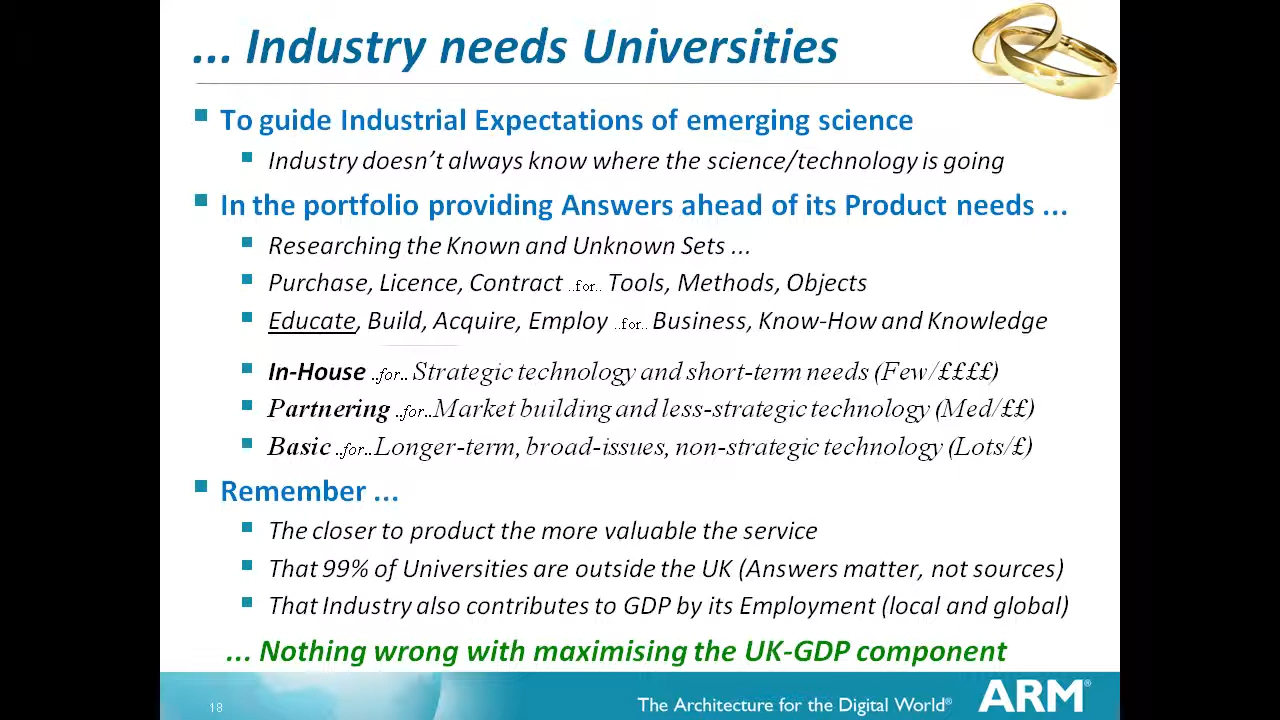 ... Industry needs Universities
To guide Industrial Expectations of emerging science
Industry doesn't always know where the science/technology is going
In the portfolio providing Answers ahead of its Product needs ...
Researching the Known and Unknown Sets ...
Purchase, Licence, Contract ..for.. Tools, Methods, Objects
Educate, Build, Acquire, Employ ..for.. Business, Know-How and Knowledge
In-House ..for.. Strategic technology and short-term needs (Few/££££)
Partnering ..for.. Market building and less-strategic technology (Med/££)
Basic ..for.. Longer-term, broad-issues, non-strategic technology (Lots/£)
Remember ...
The closer to product the more valuable the service
That 99% of Universities are outside the UK (Answers matter, not sources)
That Industry also contributes to GDP by its Employment (local and global)
... Nothing wrong with maximising the UK-GDP component
18
The Architecture for the Digital World®
ARM®